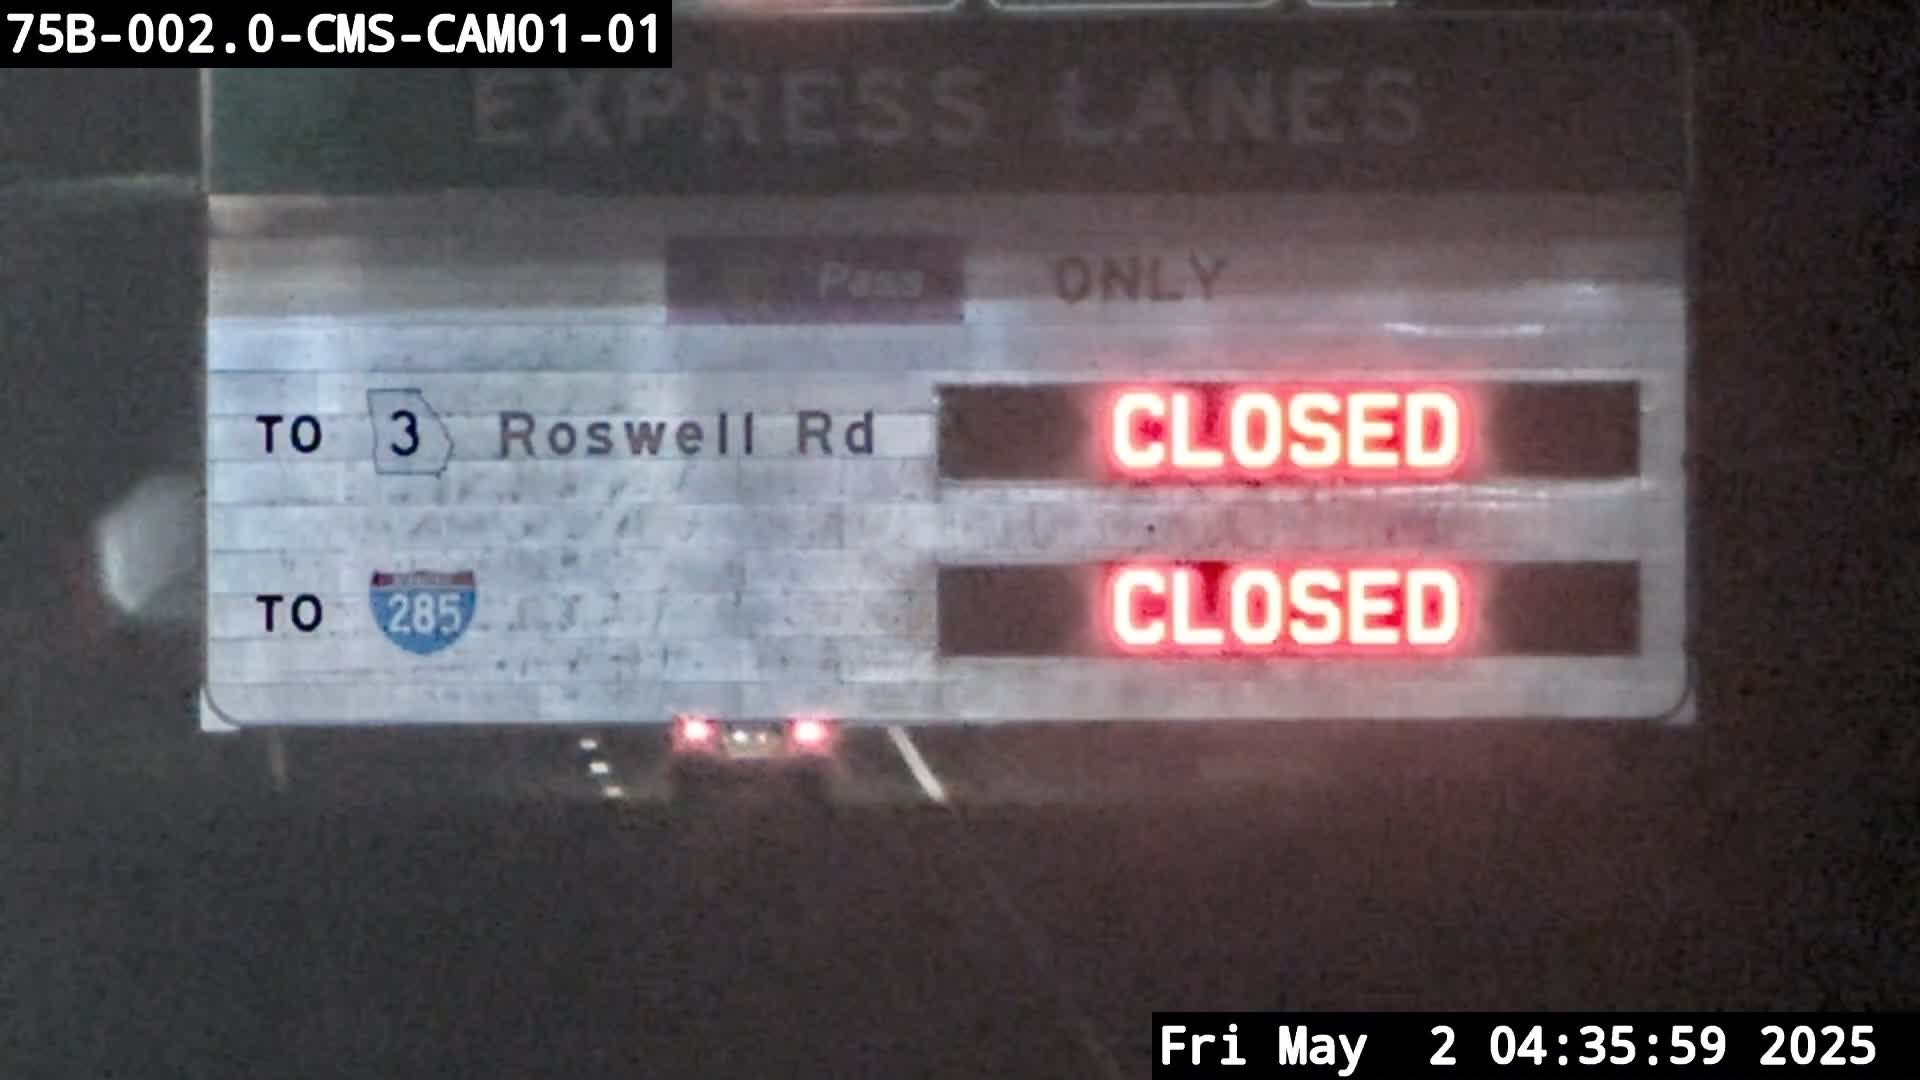 75B-002.0-CMS-CAM01-01
EXPRESS LANES
Pass ONLY
TO 3 Roswell Rd CLOSED
TO 285 CLOSED
Fri May 2 04:35:59 2025